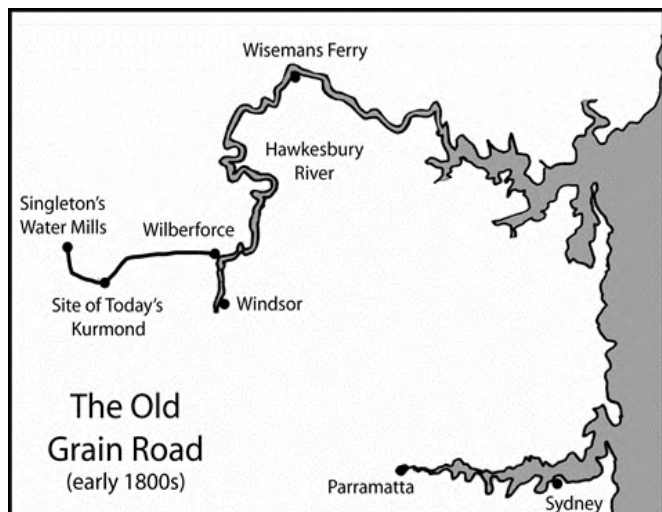 Wisemans Ferry
Hawkesbury
River
Singleton's
Water Mills
Wilberforce
Site of Today's
Kurmond
Windsor
The Old
Grain Road
(early 1800s)
Parramatta
Sydney